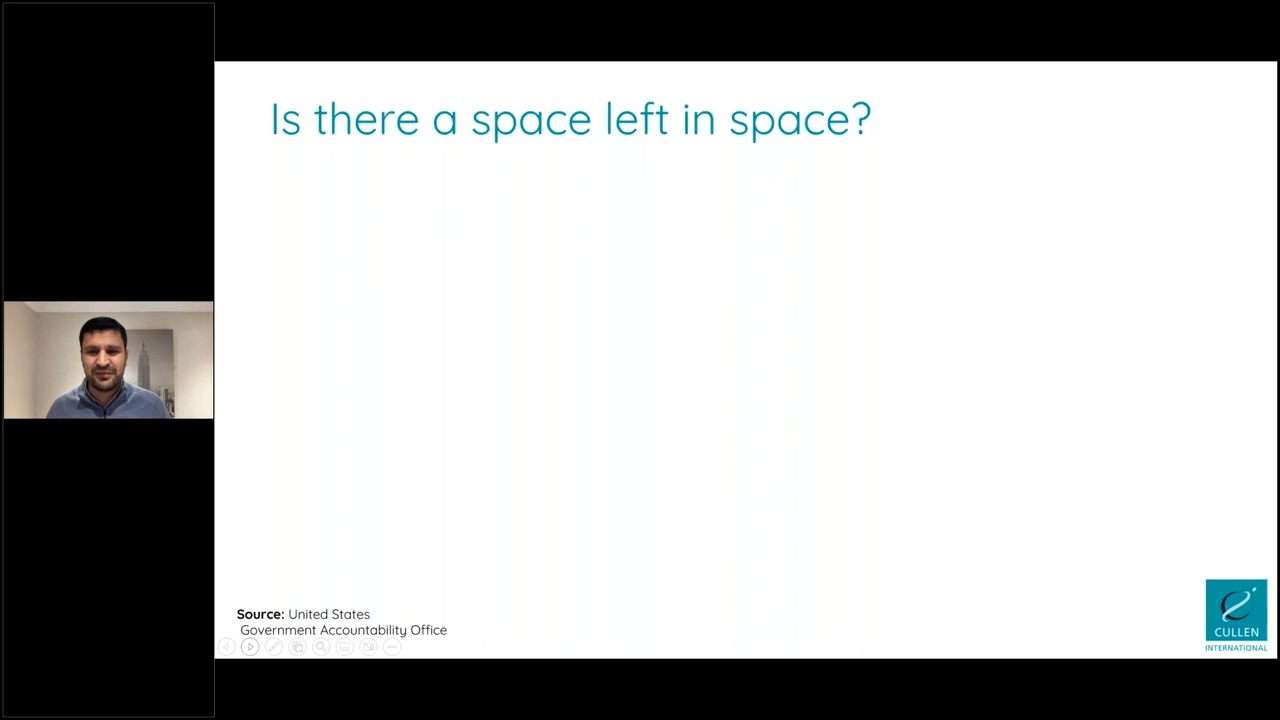 Is there a space left in space?
Source: United States
Government Accountability Office
CULLEN
INTERNATIONAL